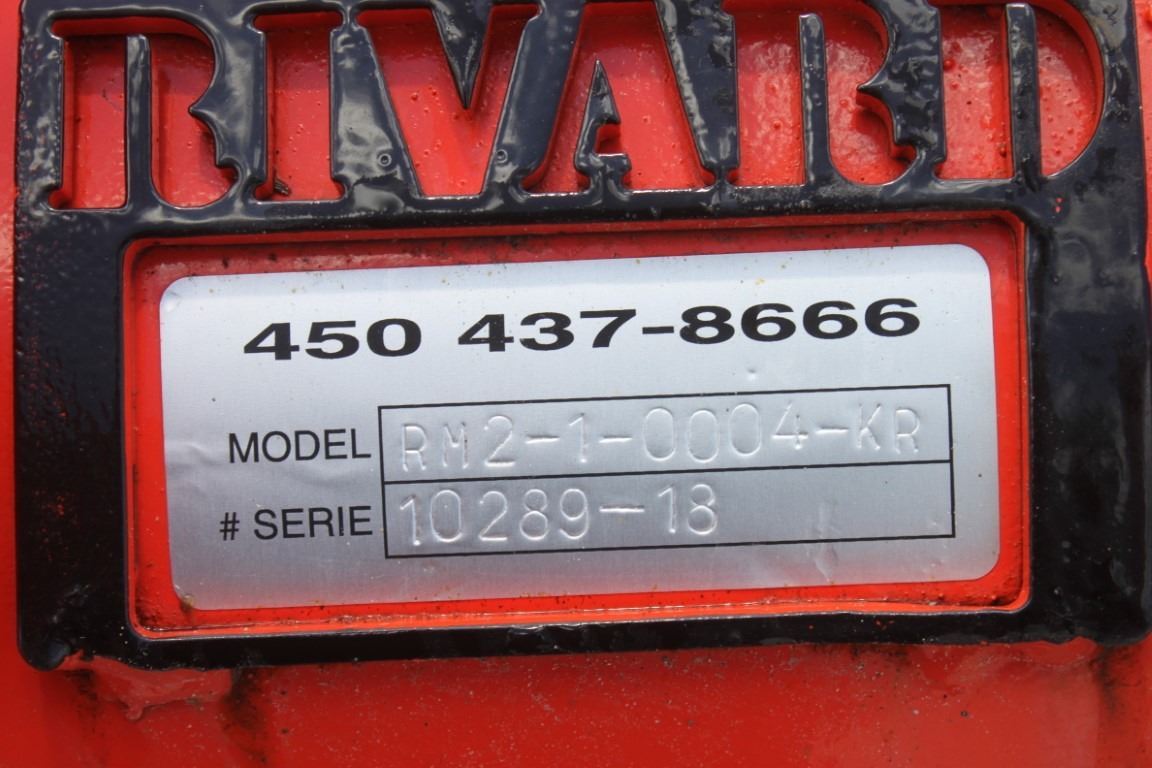 RIVARD
450 437-8666
MODEL RM2-1-0004-KR
# SERIE 10289-18